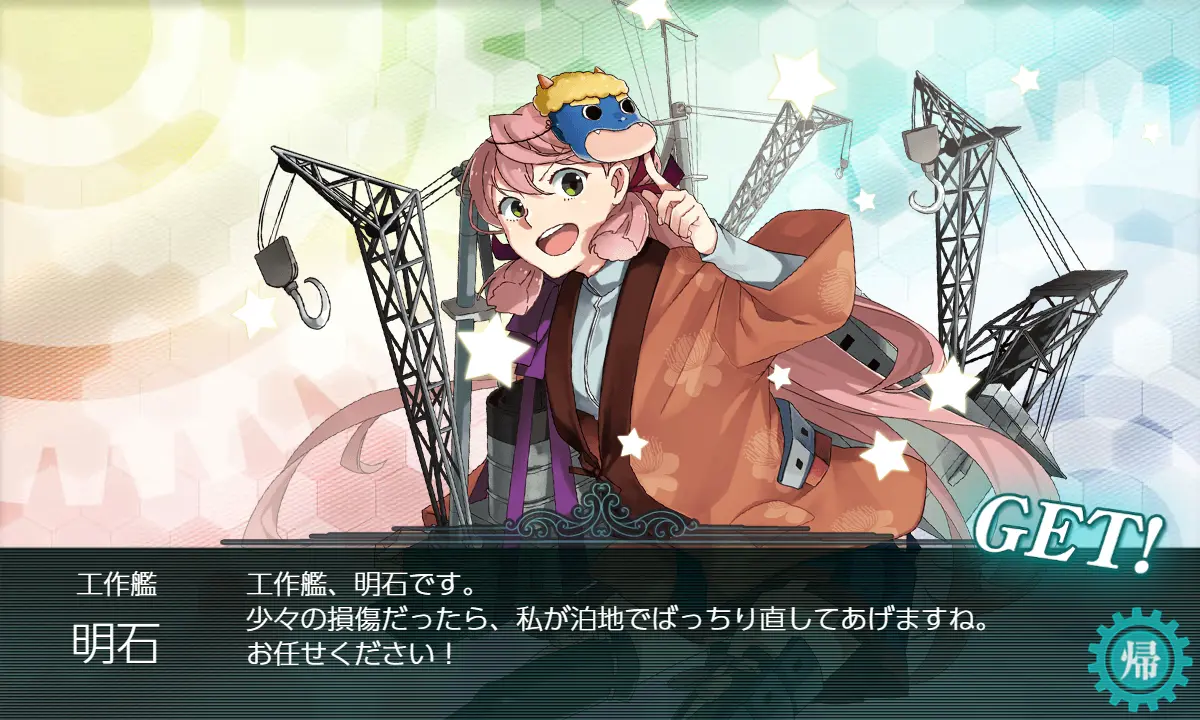 GET!
工作艦
明石
工作艦、明石です。
少々の損傷だったら、私が泊地でばっちり直してあげますね。
お任せください！
帰